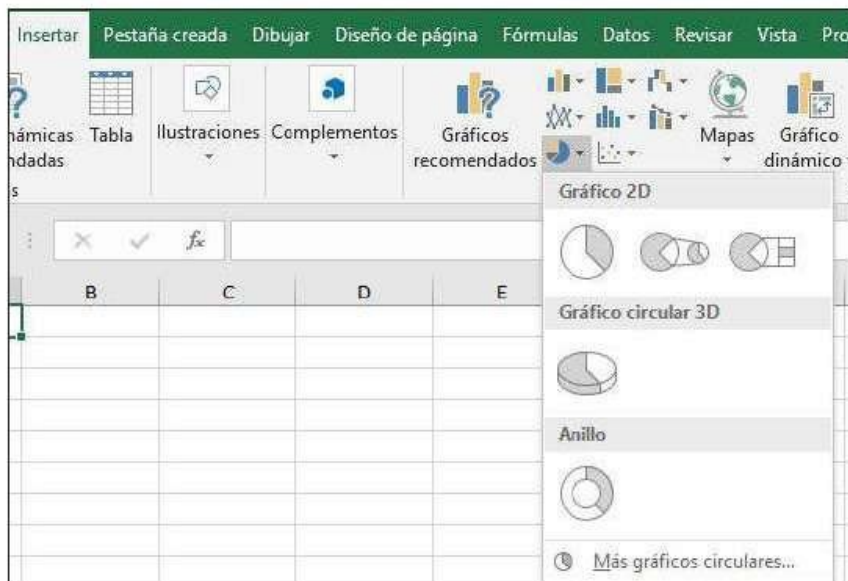 Insertar Pestaña creada Dibujar Diseño de página Fórmulas Datos Revisar Vista Pro
námicas Tabla Ilustraciones Complementos Gráficos Mapas Gráfico
ndadas recomendados dinámico
s
Gráfico 2D
fx
B C D E
Gráfico circular 3D
Anillo
Más gráficos circulares...